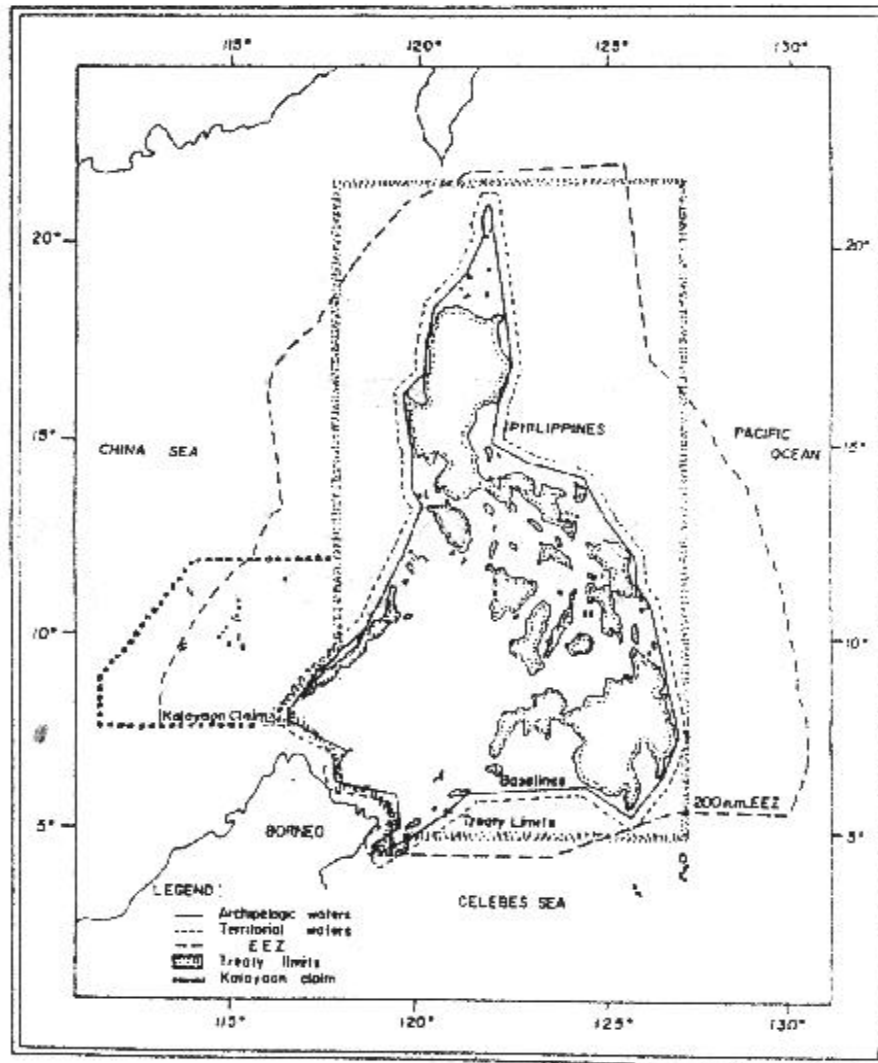 115° 120° 125° 130°
20° 20°
PHILIPPINES
15° CHINA SEA PACIFIC 15°
OCEAN
10° 10°
Kalayaan Claim
Baselines
200n.m.EEZ
Treaty Limits
5° BORNEO 5°
CELEBES SEA
LEGEND:
Archipelagic waters
Territorial waters
EEZ
Treaty limits
Kalayaan claim
115° 120° 125° 130°